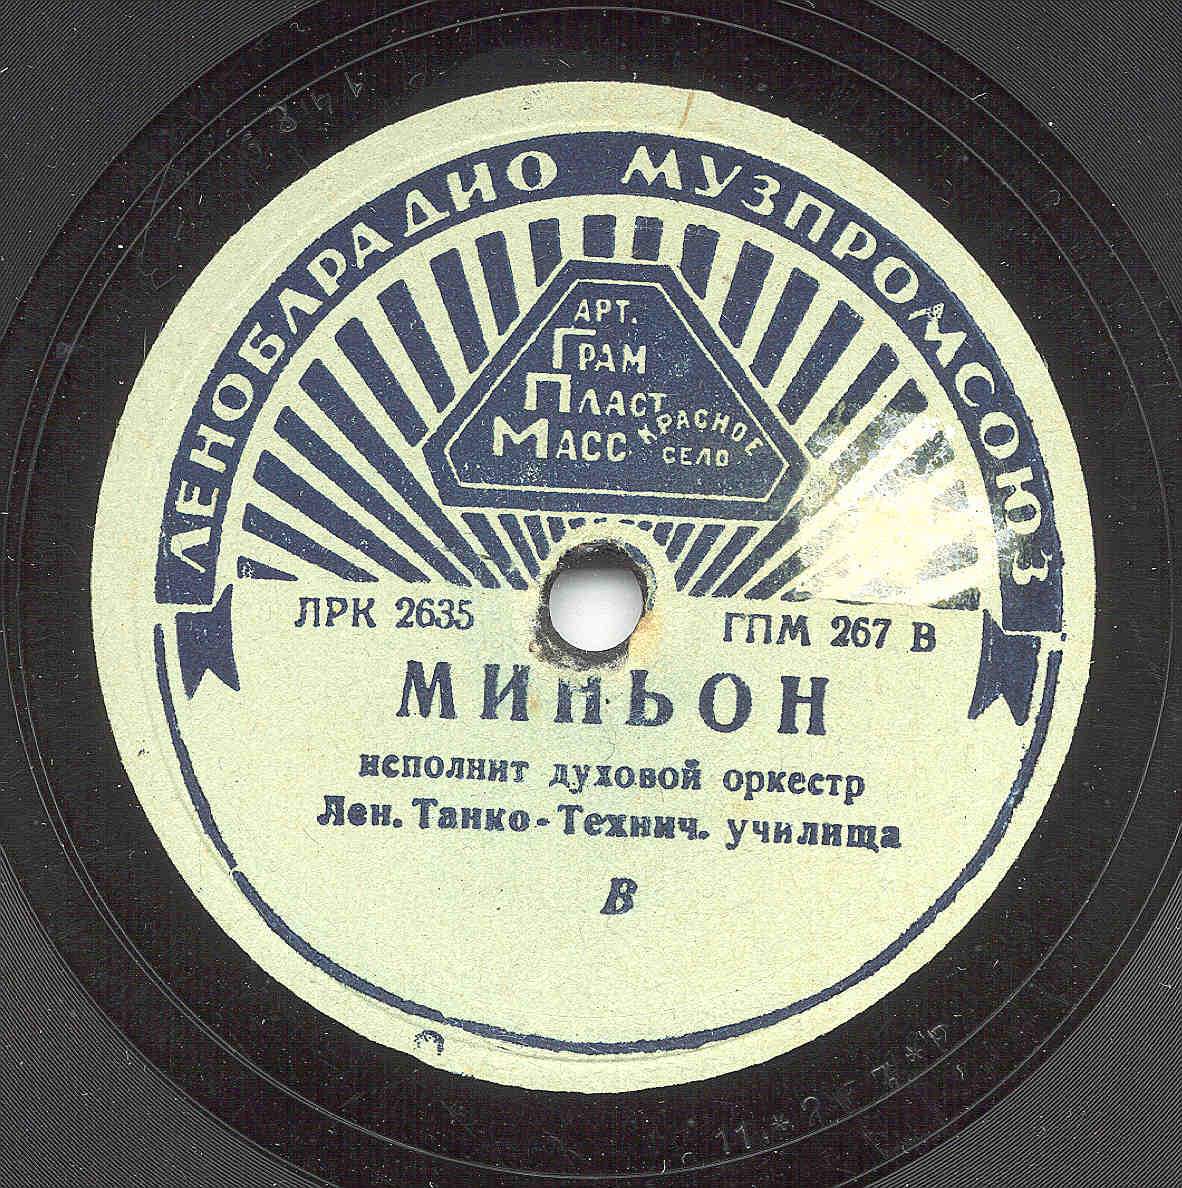 ЛЕНОБЛРАДИО МУЗПРОМСОЮЗ
АРТ.
ГРАМ
ПЛАСТ
МАСС КРАСНОЕ
СЕЛО
ЛРК 2635 ГПМ 267 В
МИНЬОН
исполнит духовой оркестр
Лен. Танко-Технич. училища
В